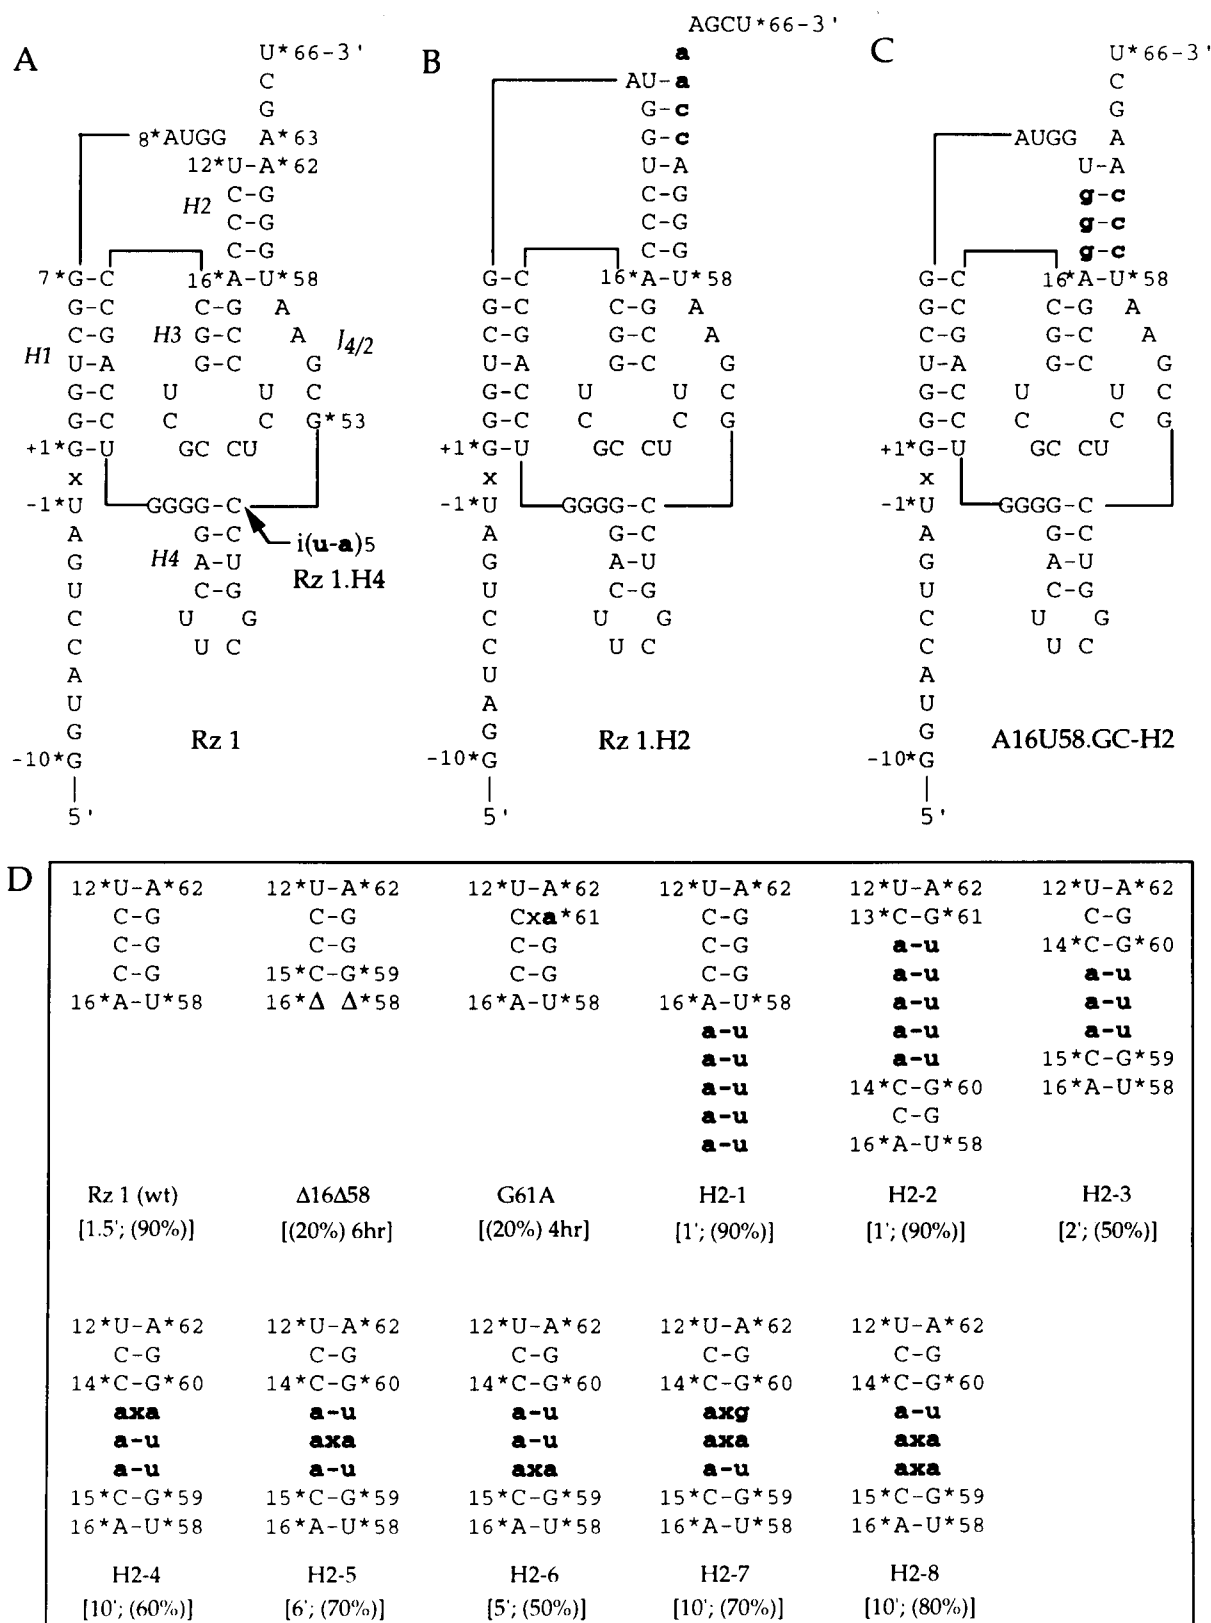 A
U*66-3'
C
G
8*AUGG A*63
12*U-A*62
H2 C-G
C-G
C-G
7*G-C 16*A-U*58
G-C C-G A
C-G H3 G-C A J4/2
H1 U-A G-C G
G-C U U C
G-C C C G*53
+1*G-U GC CU
x
-1*U GGGG-C
A G-C i(u-a)5
G H4 A-U Rz 1.H4
U C-G
C U G
C U C
A
U
G
-10*G
5'
Rz 1
B
AGCU*66-3'
a
AU-a
G-c
G-c
U-A
C-G
C-G
C-G
G-C 16*A-U*58
G-C C-G A
C-G G-C A
U-A G-C G
G-C U U C
G-C C C G
+1*G-U GC CU
x
-1*U GGGG-C
A G-C
G A-U
U C-G
C U G
C U C
U
A
G
-10*G
5'
Rz 1.H2
C
U*66-3'
C
G
AUGG A
U-A
g-c
g-c
g-c
G-C 16*A-U*58
G-C C-G A
C-G G-C A
U-A G-C G
G-C U U C
G-C C C G
+1*G-U GC CU
x
-1*U GGGG-C
A G-C
G A-U
U C-G
C U G
C U C
A
U
G
-10*G
5'
A16U58.GC-H2
D
12*U-A*62 12*U-A*62 12*U-A*62 12*U-A*62 12*U-A*62 12*U-A*62
C-G C-G Cxa*61 C-G 13*C-G*61 C-G
C-G C-G C-G C-G a-u 14*C-G*60
C-G 15*C-G*59 C-G C-G a-u a-u
16*A-U*58 16*Δ Δ*58 16*A-U*58 16*A-U*58 a-u a-u
a-u a-u a-u
a-u a-u 15*C-G*59
a-u 14*C-G*60 16*A-U*58
a-u C-G
a-u 16*A-U*58
Rz 1 (wt) Δ16Δ58 G61A H2-1 H2-2 H2-3
[1.5'; (90%)] [(20%) 6hr] [(20%) 4hr] [1'; (90%)] [1'; (90%)] [2'; (50%)]
12*U-A*62 12*U-A*62 12*U-A*62 12*U-A*62 12*U-A*62
C-G C-G C-G C-G C-G
14*C-G*60 14*C-G*60 14*C-G*60 14*C-G*60 14*C-G*60
axa a-u a-u axg a-u
a-u axa a-u axa axa
a-u a-u axa a-u axa
15*C-G*59 15*C-G*59 15*C-G*59 15*C-G*59 15*C-G*59
16*A-U*58 16*A-U*58 16*A-U*58 16*A-U*58 16*A-U*58
H2-4 H2-5 H2-6 H2-7 H2-8
[10'; (60%)] [6'; (70%)] [5'; (50%)] [10'; (70%)] [10'; (80%)]